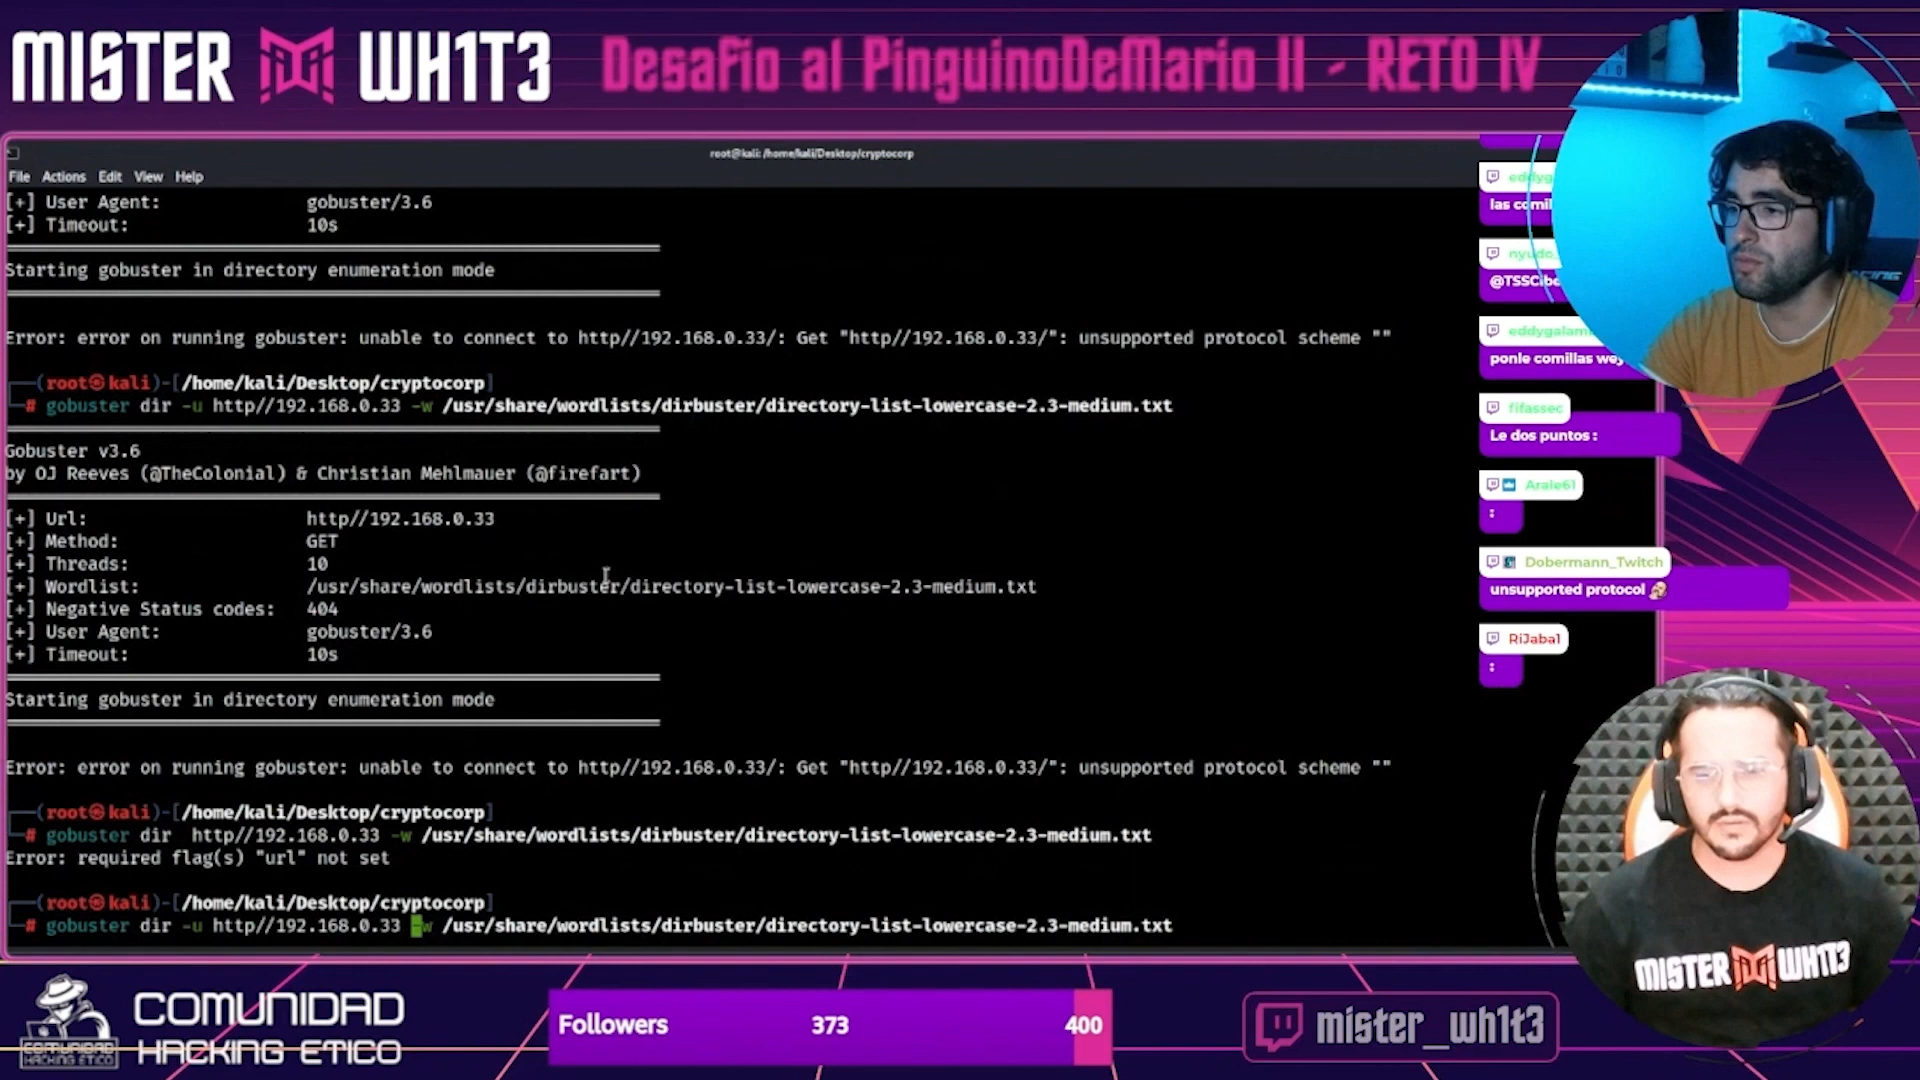 MISTER WH1T3
Desafío al PinguinoDeMario II - RETO IV
root@kali: /home/kali/Desktop/cryptocorp
File Actions Edit View Help
[+] User Agent: gobuster/3.6
[+] Timeout: 10s
Starting gobuster in directory enumeration mode
Error: error on running gobuster: unable to connect to http//192.168.0.33/: Get "http//192.168.0.33/": unsupported protocol scheme ""
(root㉿kali)-[/home/kali/Desktop/cryptocorp]
# gobuster dir -u http//192.168.0.33 -w /usr/share/wordlists/dirbuster/directory-list-lowercase-2.3-medium.txt
Gobuster v3.6
by OJ Reeves (@TheColonial) & Christian Mehlmauer (@firefart)
[+] Url: http//192.168.0.33
[+] Method: GET
[+] Threads: 10
[+] Wordlist: /usr/share/wordlists/dirbuster/directory-list-lowercase-2.3-medium.txt
[+] Negative Status codes: 404
[+] User Agent: gobuster/3.6
[+] Timeout: 10s
Starting gobuster in directory enumeration mode
Error: error on running gobuster: unable to connect to http//192.168.0.33/: Get "http//192.168.0.33/": unsupported protocol scheme ""
(root㉿kali)-[/home/kali/Desktop/cryptocorp]
# gobuster dir  http//192.168.0.33 -w /usr/share/wordlists/dirbuster/directory-list-lowercase-2.3-medium.txt
Error: required flag(s) "url" not set
(root㉿kali)-[/home/kali/Desktop/cryptocorp]
# gobuster dir -u http//192.168.0.33 -w /usr/share/wordlists/dirbuster/directory-list-lowercase-2.3-medium.txt
eddyga
las comil
nyudo_
@TSSCibe
eddygalam
ponle comillas wey
fifassec
Le dos puntos :
Arale61
:
Dobermann_Twitch
unsupported protocol
RiJaba1
:
MISTER WH1T3
COMUNIDAD
HACKING ETICO
COMUNIDAD
HACKING ETICO
Followers 373 400
mister_wh1t3